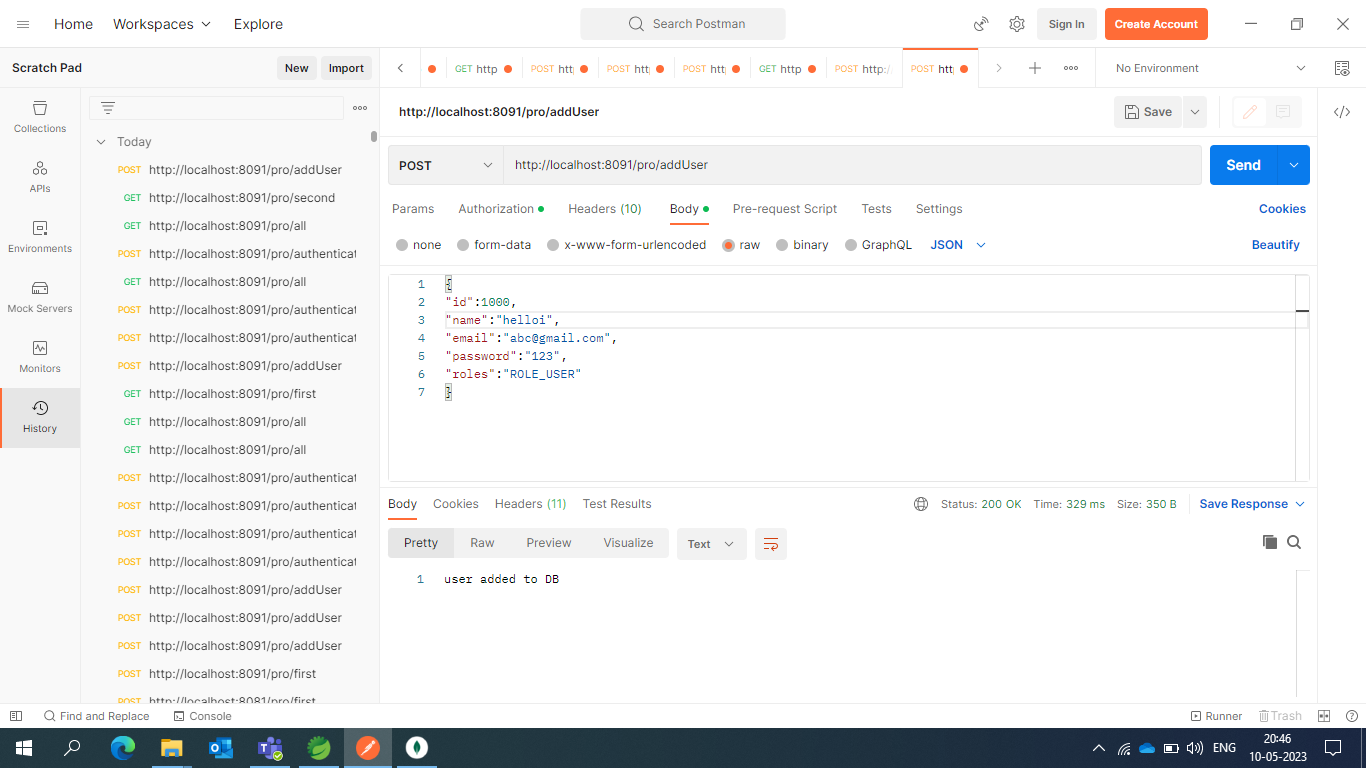 Home
Workspaces
Explore
Search Postman
Sign In
Create Account
Scratch Pad
New
Import
GET http
POST htt
POST htt
POST htt
GET http
POST http:/
POST htt
No Environment
Collections
APIs
Environments
Mock Servers
Monitors
History
Today
POST http://localhost:8091/pro/addUser
GET http://localhost:8091/pro/second
GET http://localhost:8091/pro/all
POST http://localhost:8091/pro/authenticat
GET http://localhost:8091/pro/all
POST http://localhost:8091/pro/authenticat
POST http://localhost:8091/pro/authenticat
POST http://localhost:8091/pro/addUser
GET http://localhost:8091/pro/first
GET http://localhost:8091/pro/all
GET http://localhost:8091/pro/all
POST http://localhost:8091/pro/authenticat
POST http://localhost:8091/pro/authenticat
POST http://localhost:8091/pro/authenticat
POST http://localhost:8091/pro/authenticat
POST http://localhost:8091/pro/addUser
POST http://localhost:8091/pro/addUser
POST http://localhost:8091/pro/addUser
POST http://localhost:8091/pro/first
POST http://localhost:8081/pro/first
http://localhost:8091/pro/addUser
Save
POST
http://localhost:8091/pro/addUser
Send
Params
Authorization
Headers (10)
Body
Pre-request Script
Tests
Settings
Cookies
none
form-data
x-www-form-urlencoded
raw
binary
GraphQL
JSON
Beautify
1 {
2 "id":1000,
3 "name":"helloi",
4 "email":"abc@gmail.com",
5 "password":"123",
6 "roles":"ROLE_USER"
7 }
Body
Cookies
Headers (11)
Test Results
Status: 200 OK
Time: 329 ms
Size: 350 B
Save Response
Pretty
Raw
Preview
Visualize
Text
1 user added to DB
Find and Replace
Console
Runner
Trash
ENG
20:46
10-05-2023